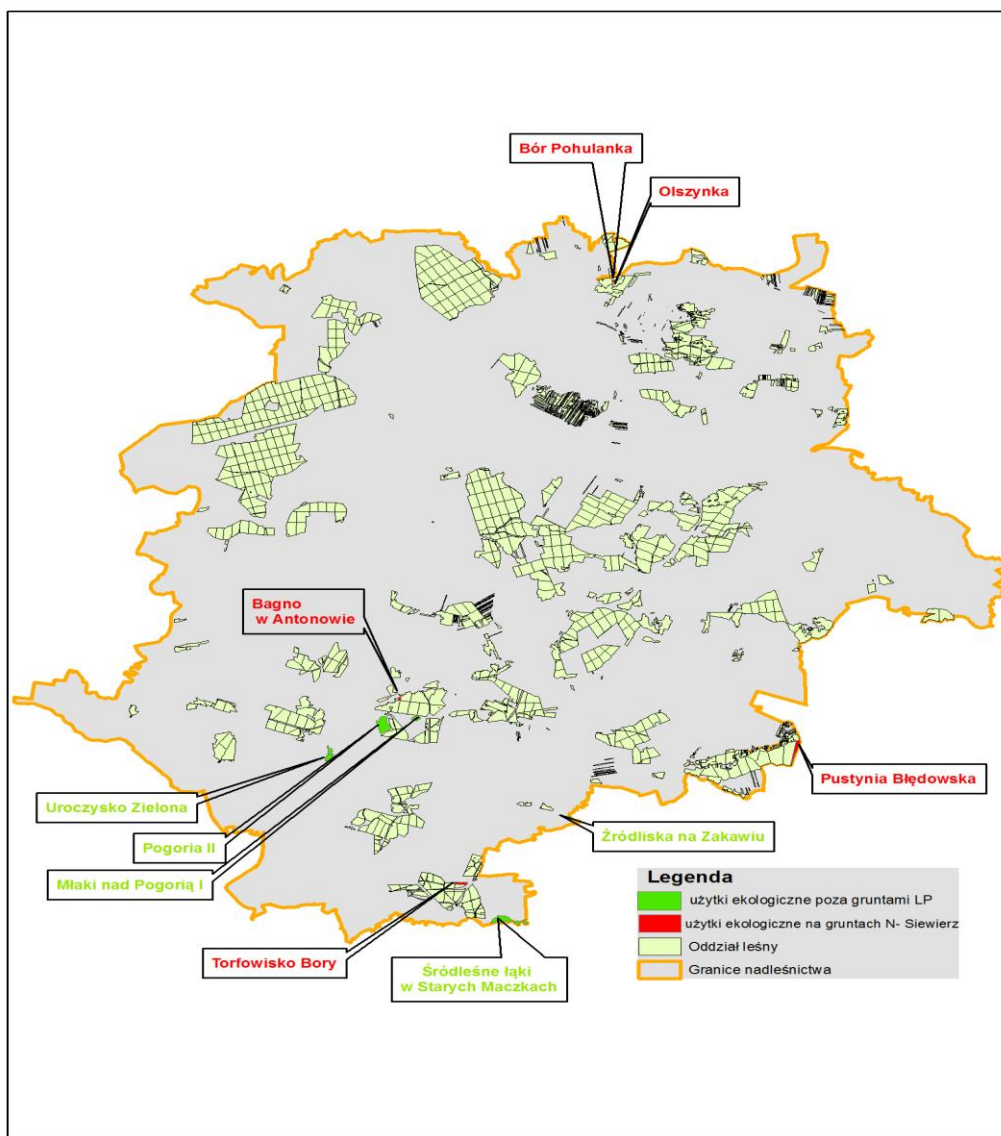 Bór Pohulanka
Olszynka
Bagno
w Antonowie
Pustynia Błędowska
Uroczysko Zielona
Źródliska na Zakawiu
Pogoria II
Młaki nad Pogorią I
Torfowisko Bory
Śródleśne łąki
w Starych Maczkach
Legenda
użytki ekologiczne poza gruntami LP
użytki ekologiczne na gruntach N- Siewierz
Oddział leśny
Granice nadleśnictwa